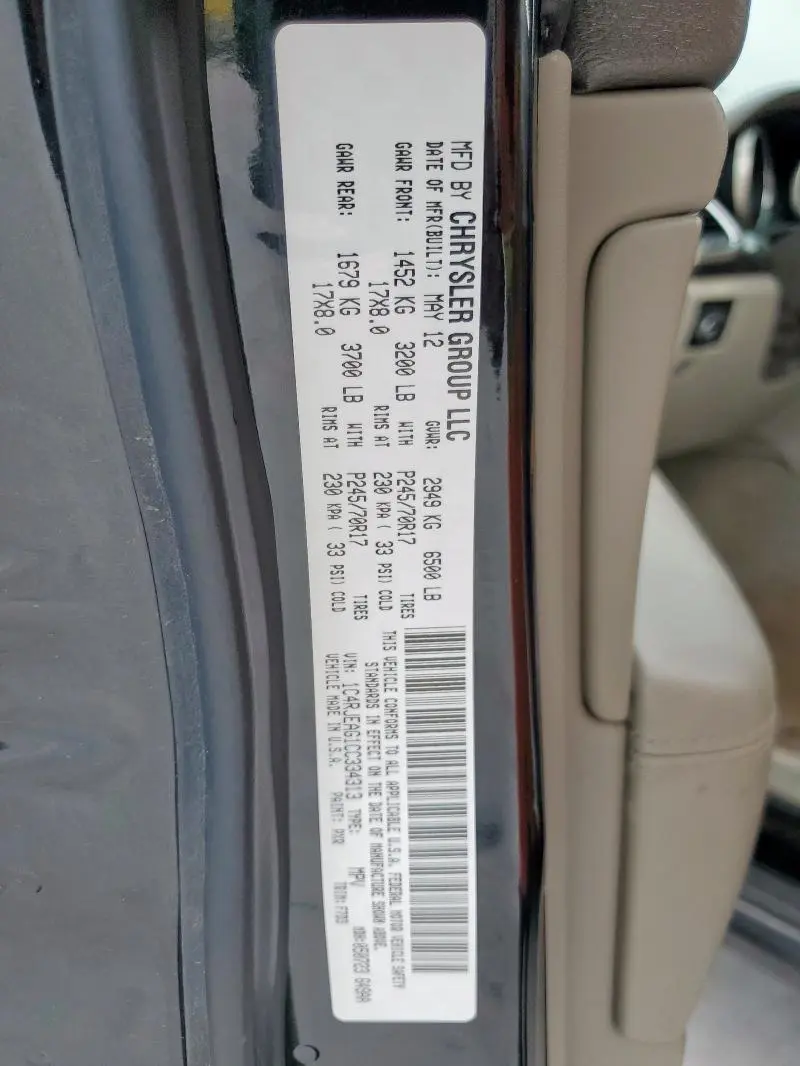 MFD BY CHRYSLER GROUP LLC
DATE OF MFR(BUILT): MAY 12 GVWR: 2949 KG 6500 LB
GAWR FRONT: 1452 KG 3200 LB WITH P245/70R17 TIRES
17X8.0 RIMS AT 230 KPA ( 33 PSI) COLD
GAWR REAR: 1679 KG 3700 LB WITH P245/70R17 TIRES
17X8.0 RIMS AT 230 KPA ( 33 PSI) COLD
THIS VEHICLE CONFORMS TO ALL APPLICABLE U.S.A. FEDERAL MOTOR VEHICLE SAFETY
STANDARDS IN EFFECT ON THE DATE OF MANUFACTURE SHOWN ABOVE.
VIN: 1C4RJEAG1CC334313 TYPE: MPV
VEHICLE MADE IN U.S.A. PAINT: PXR